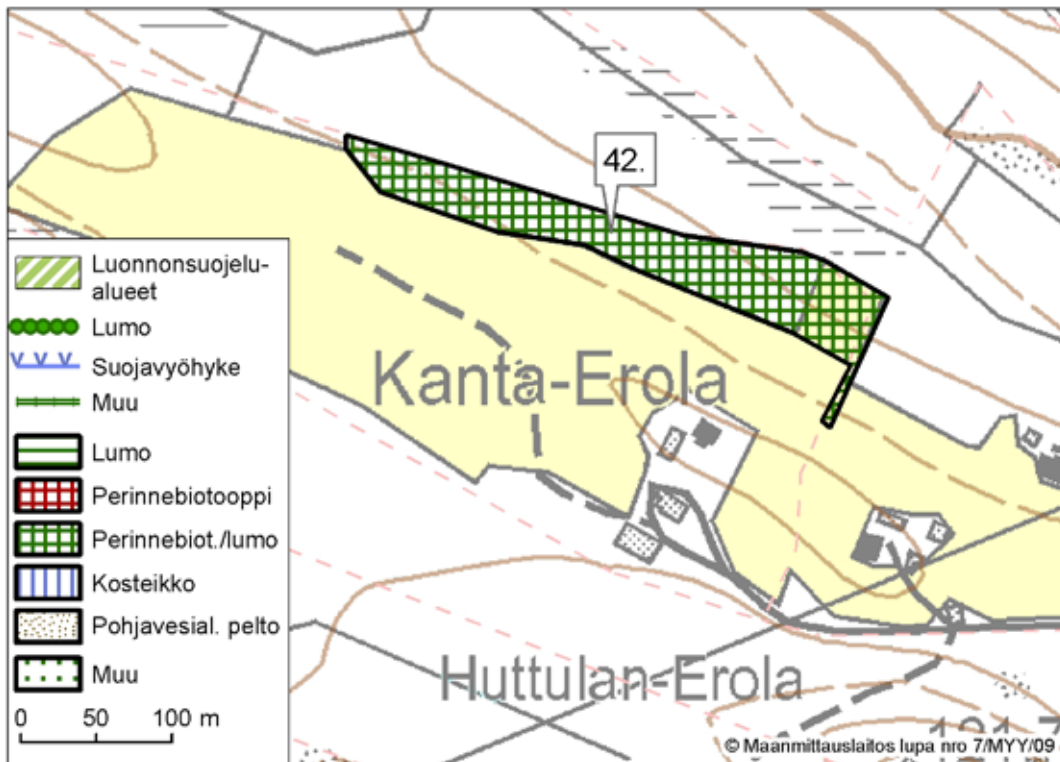 42.
Luonnonsuojelu-
alueet
Lumo
Suojavyöhyke
Muu
Lumo
Perinnebiotooppi
Perinnebiot./lumo
Kosteikko
Pohjavesial. pelto
Muu
0 50 100 m
Kanta-Erola
Huttulan-Erola
© Maanmittauslaitos lupa nro 7/MYY/09